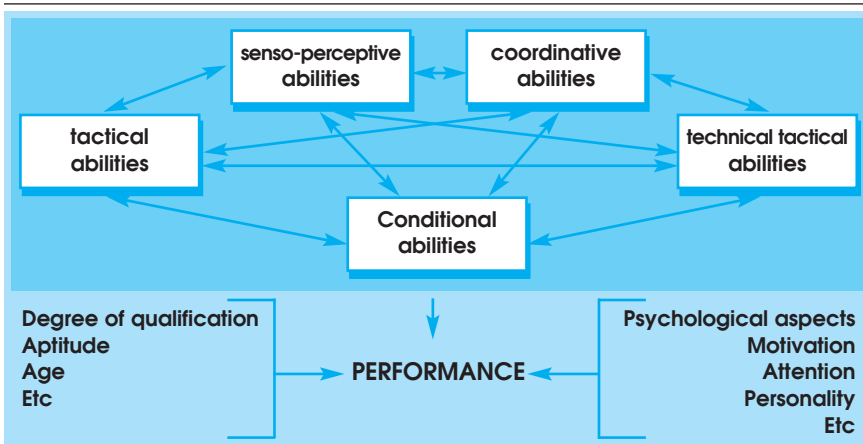 senso-perceptive
abilities
coordinative
abilities
tactical
abilities
technical tactical
abilities
Conditional
abilities
Degree of qualification
Aptitude
Age
Etc
PERFORMANCE
Psychological aspects
Motivation
Attention
Personality
Etc